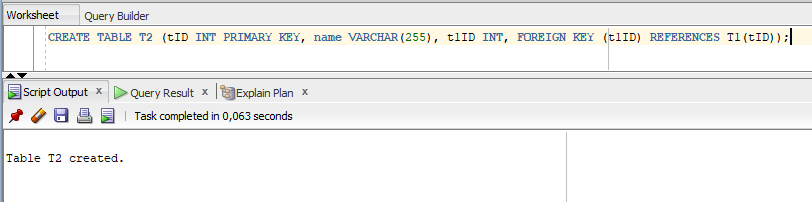 Worksheet Query Builder
CREATE TABLE T2 (tID INT PRIMARY KEY, name VARCHAR(255), t1ID INT, FOREIGN KEY (t1ID) REFERENCES T1(tID));
Script Output x Query Result x Explain Plan x
Task completed in 0,063 seconds
Table T2 created.